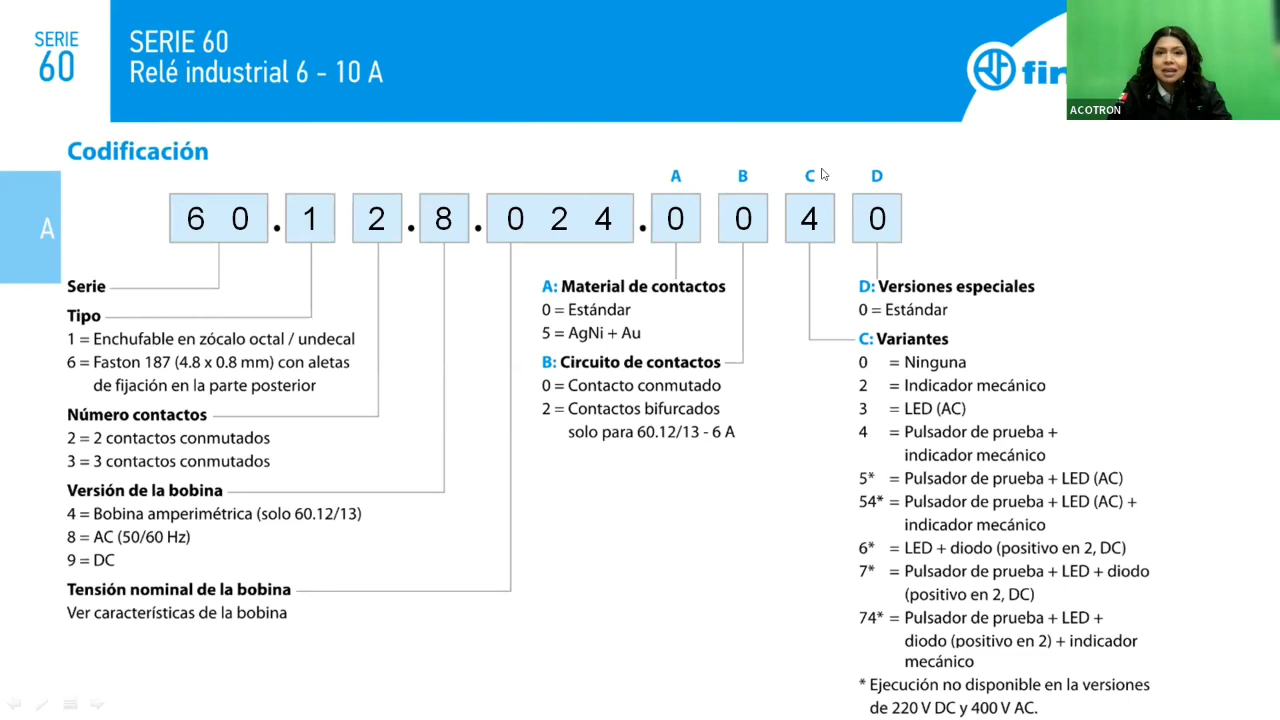 SERIE
60
SERIE 60
Relé industrial 6 - 10 A
fin
ACOTRON
Codificación
A
A B C D
6 0 . 1 2 . 8 . 0 2 4 . 0 0 4 0
Serie
Tipo
1 = Enchufable en zócalo octal / undecal
6 = Faston 187 (4.8 x 0.8 mm) con aletas
de fijación en la parte posterior
Número contactos
2 = 2 contactos conmutados
3 = 3 contactos conmutados
Versión de la bobina
4 = Bobina amperimétrica (solo 60.12/13)
8 = AC (50/60 Hz)
9 = DC
Tensión nominal de la bobina
Ver características de la bobina
A: Material de contactos
0 = Estándar
5 = AgNi + Au
B: Circuito de contactos
0 = Contacto conmutado
2 = Contactos bifurcados
solo para 60.12/13 - 6 A
D: Versiones especiales
0 = Estándar
C: Variantes
0 = Ninguna
2 = Indicador mecánico
3 = LED (AC)
4 = Pulsador de prueba +
indicador mecánico
5* = Pulsador de prueba + LED (AC)
54* = Pulsador de prueba + LED (AC) +
indicador mecánico
6* = LED + diodo (positivo en 2, DC)
7* = Pulsador de prueba + LED + diodo
(positivo en 2, DC)
74* = Pulsador de prueba + LED +
diodo (positivo en 2) + indicador
mecánico
* Ejecución no disponible en la versiones
de 220 V DC y 400 V AC.